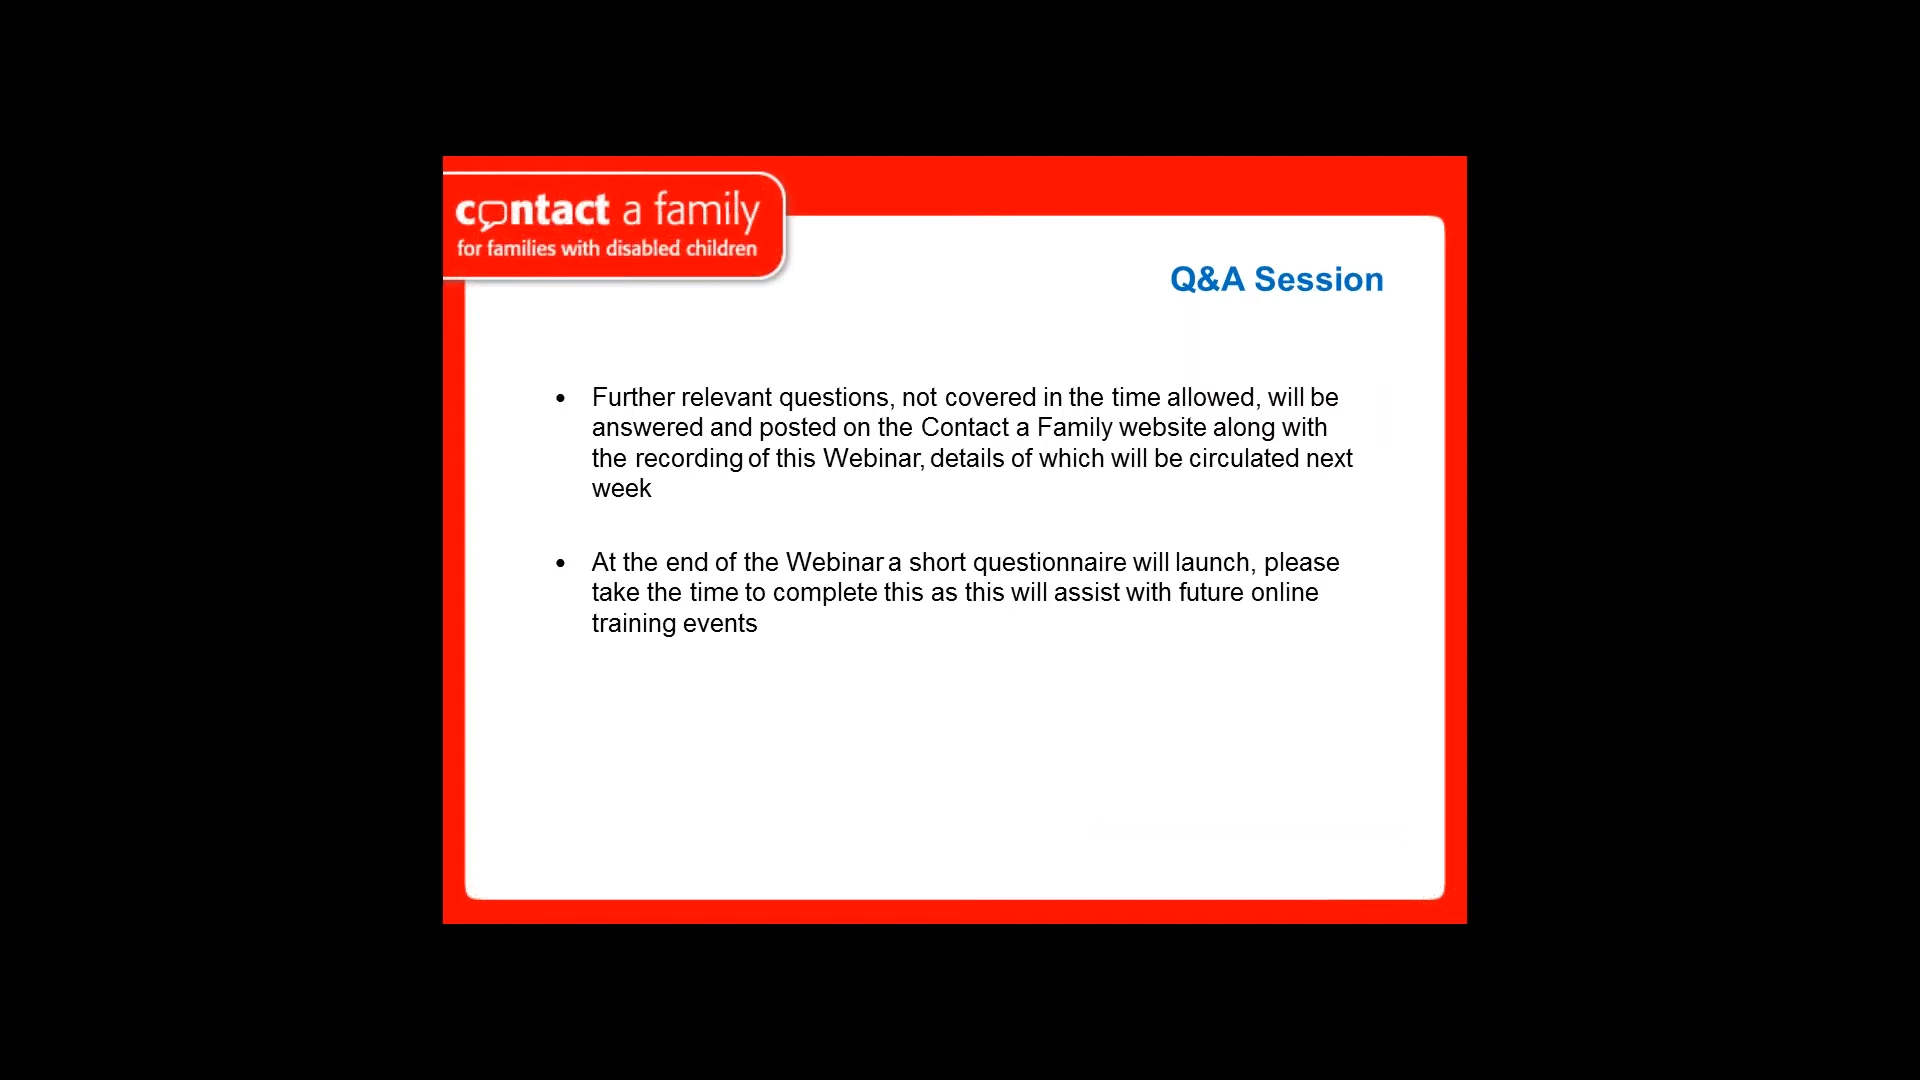 contact a family
for families with disabled children
Q&A Session
• Further relevant questions, not covered in the time allowed, will be
answered and posted on the Contact a Family website along with
the recording of this Webinar, details of which will be circulated next
week
• At the end of the Webinar a short questionnaire will launch, please
take the time to complete this as this will assist with future online
training events